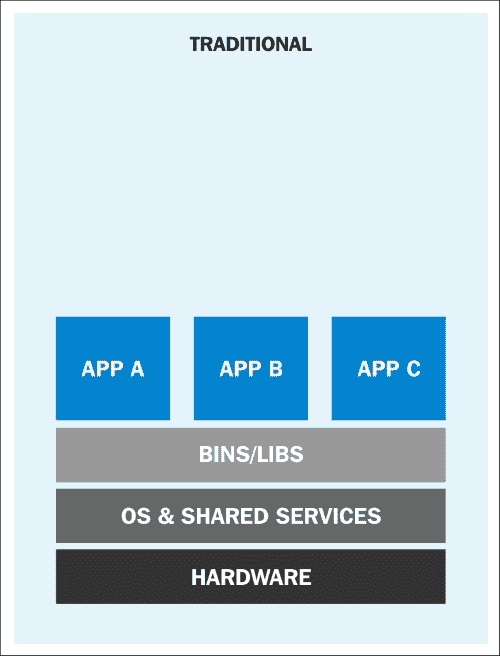 TRADITIONAL
APP A
APP B
APP C
BINS/LIBS
OS & SHARED SERVICES
HARDWARE